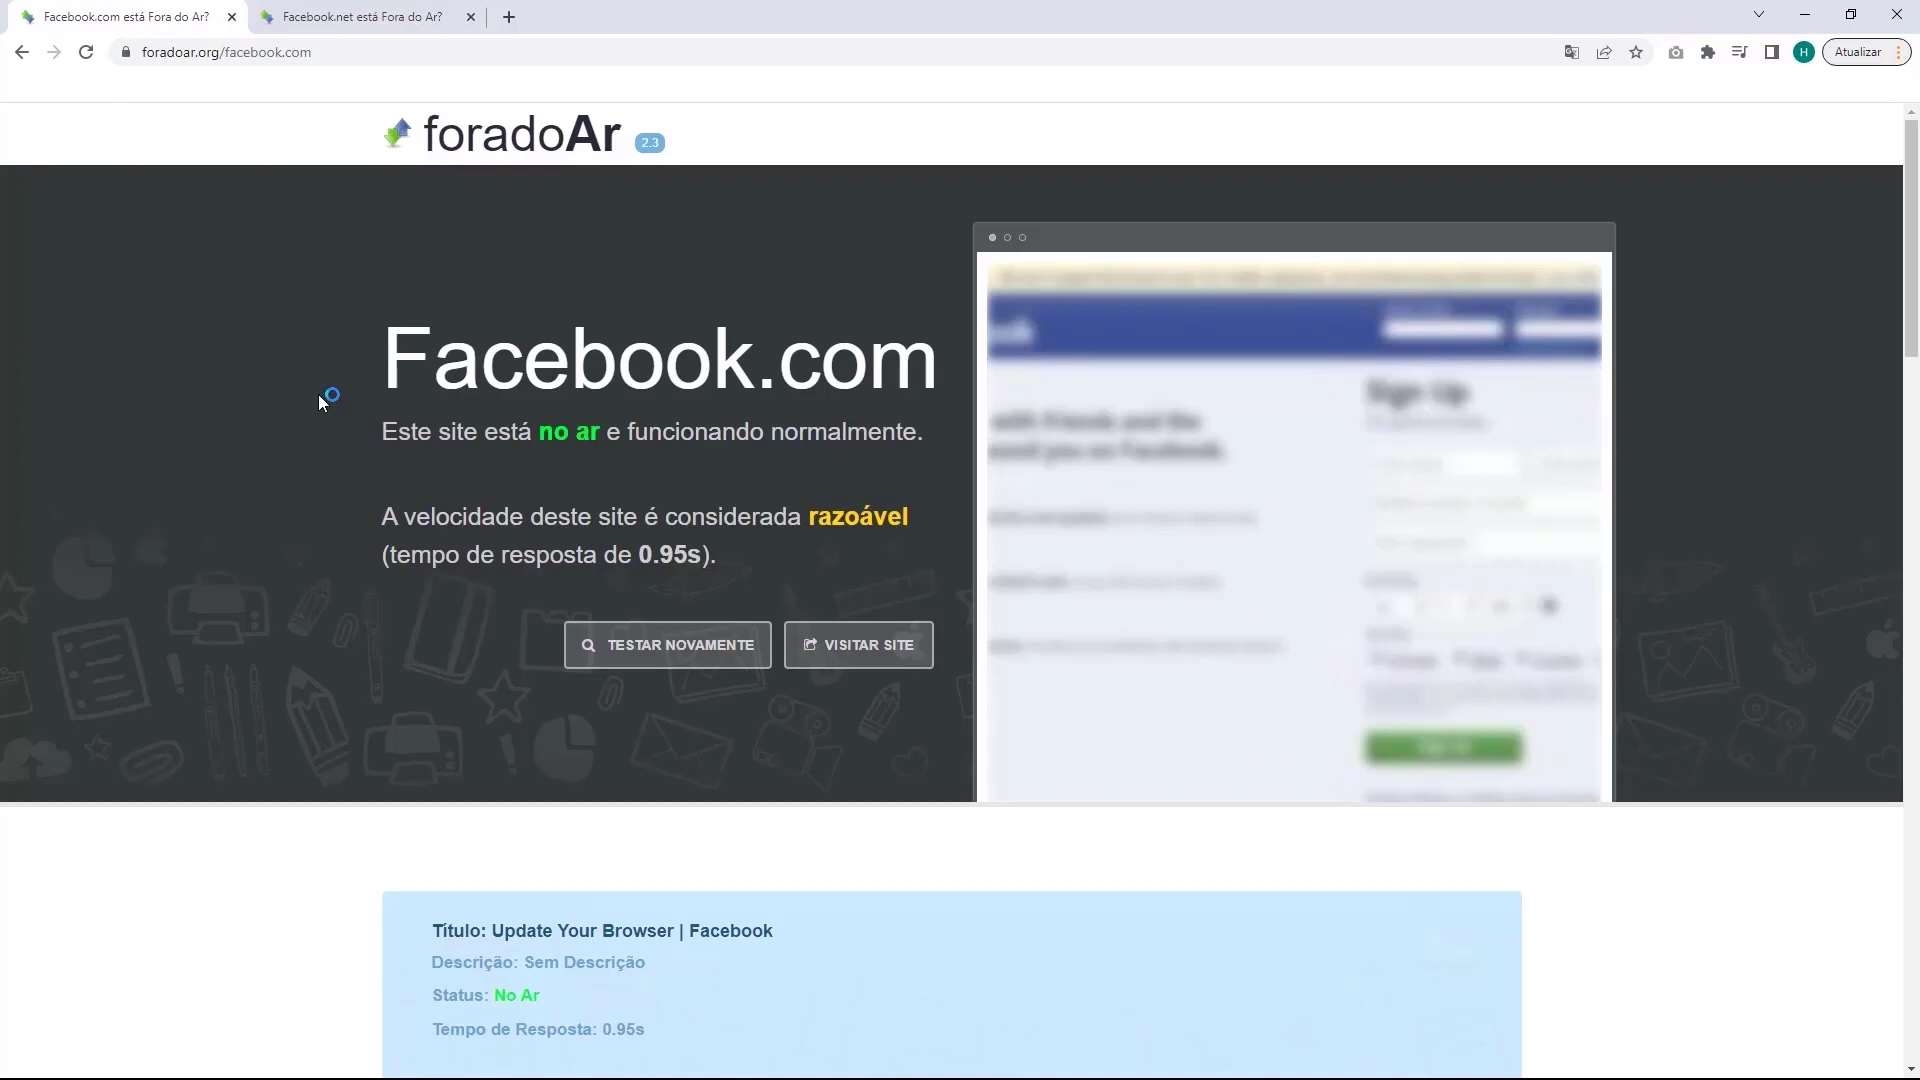 Facebook.com está Fora do Ar?
Facebook.net está Fora do Ar?
foradoar.org/facebook.com
H
Atualizar
foradoAr 2.3
Facebook.com
Este site está no ar e funcionando normalmente.
A velocidade deste site é considerada razoável
(tempo de resposta de 0.95s).
TESTAR NOVAMENTE
VISITAR SITE
Sign Up
Título: Update Your Browser | Facebook
Descrição: Sem Descrição
Status: No Ar
Tempo de Resposta: 0.95s